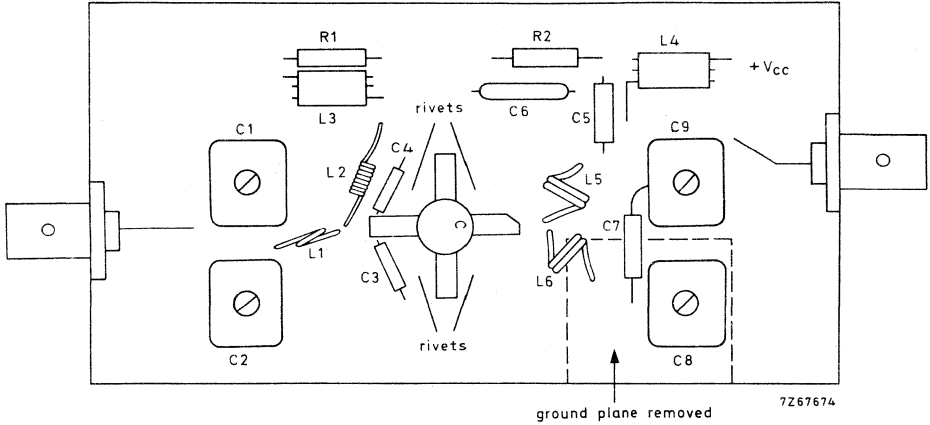 R1
R2
L4
+VCC
L3
C6
rivets
C5
C1
C4
C9
L2
L5
C
C7
L1
C3
L6
rivets
C2
C8
7Z67674
ground plane removed